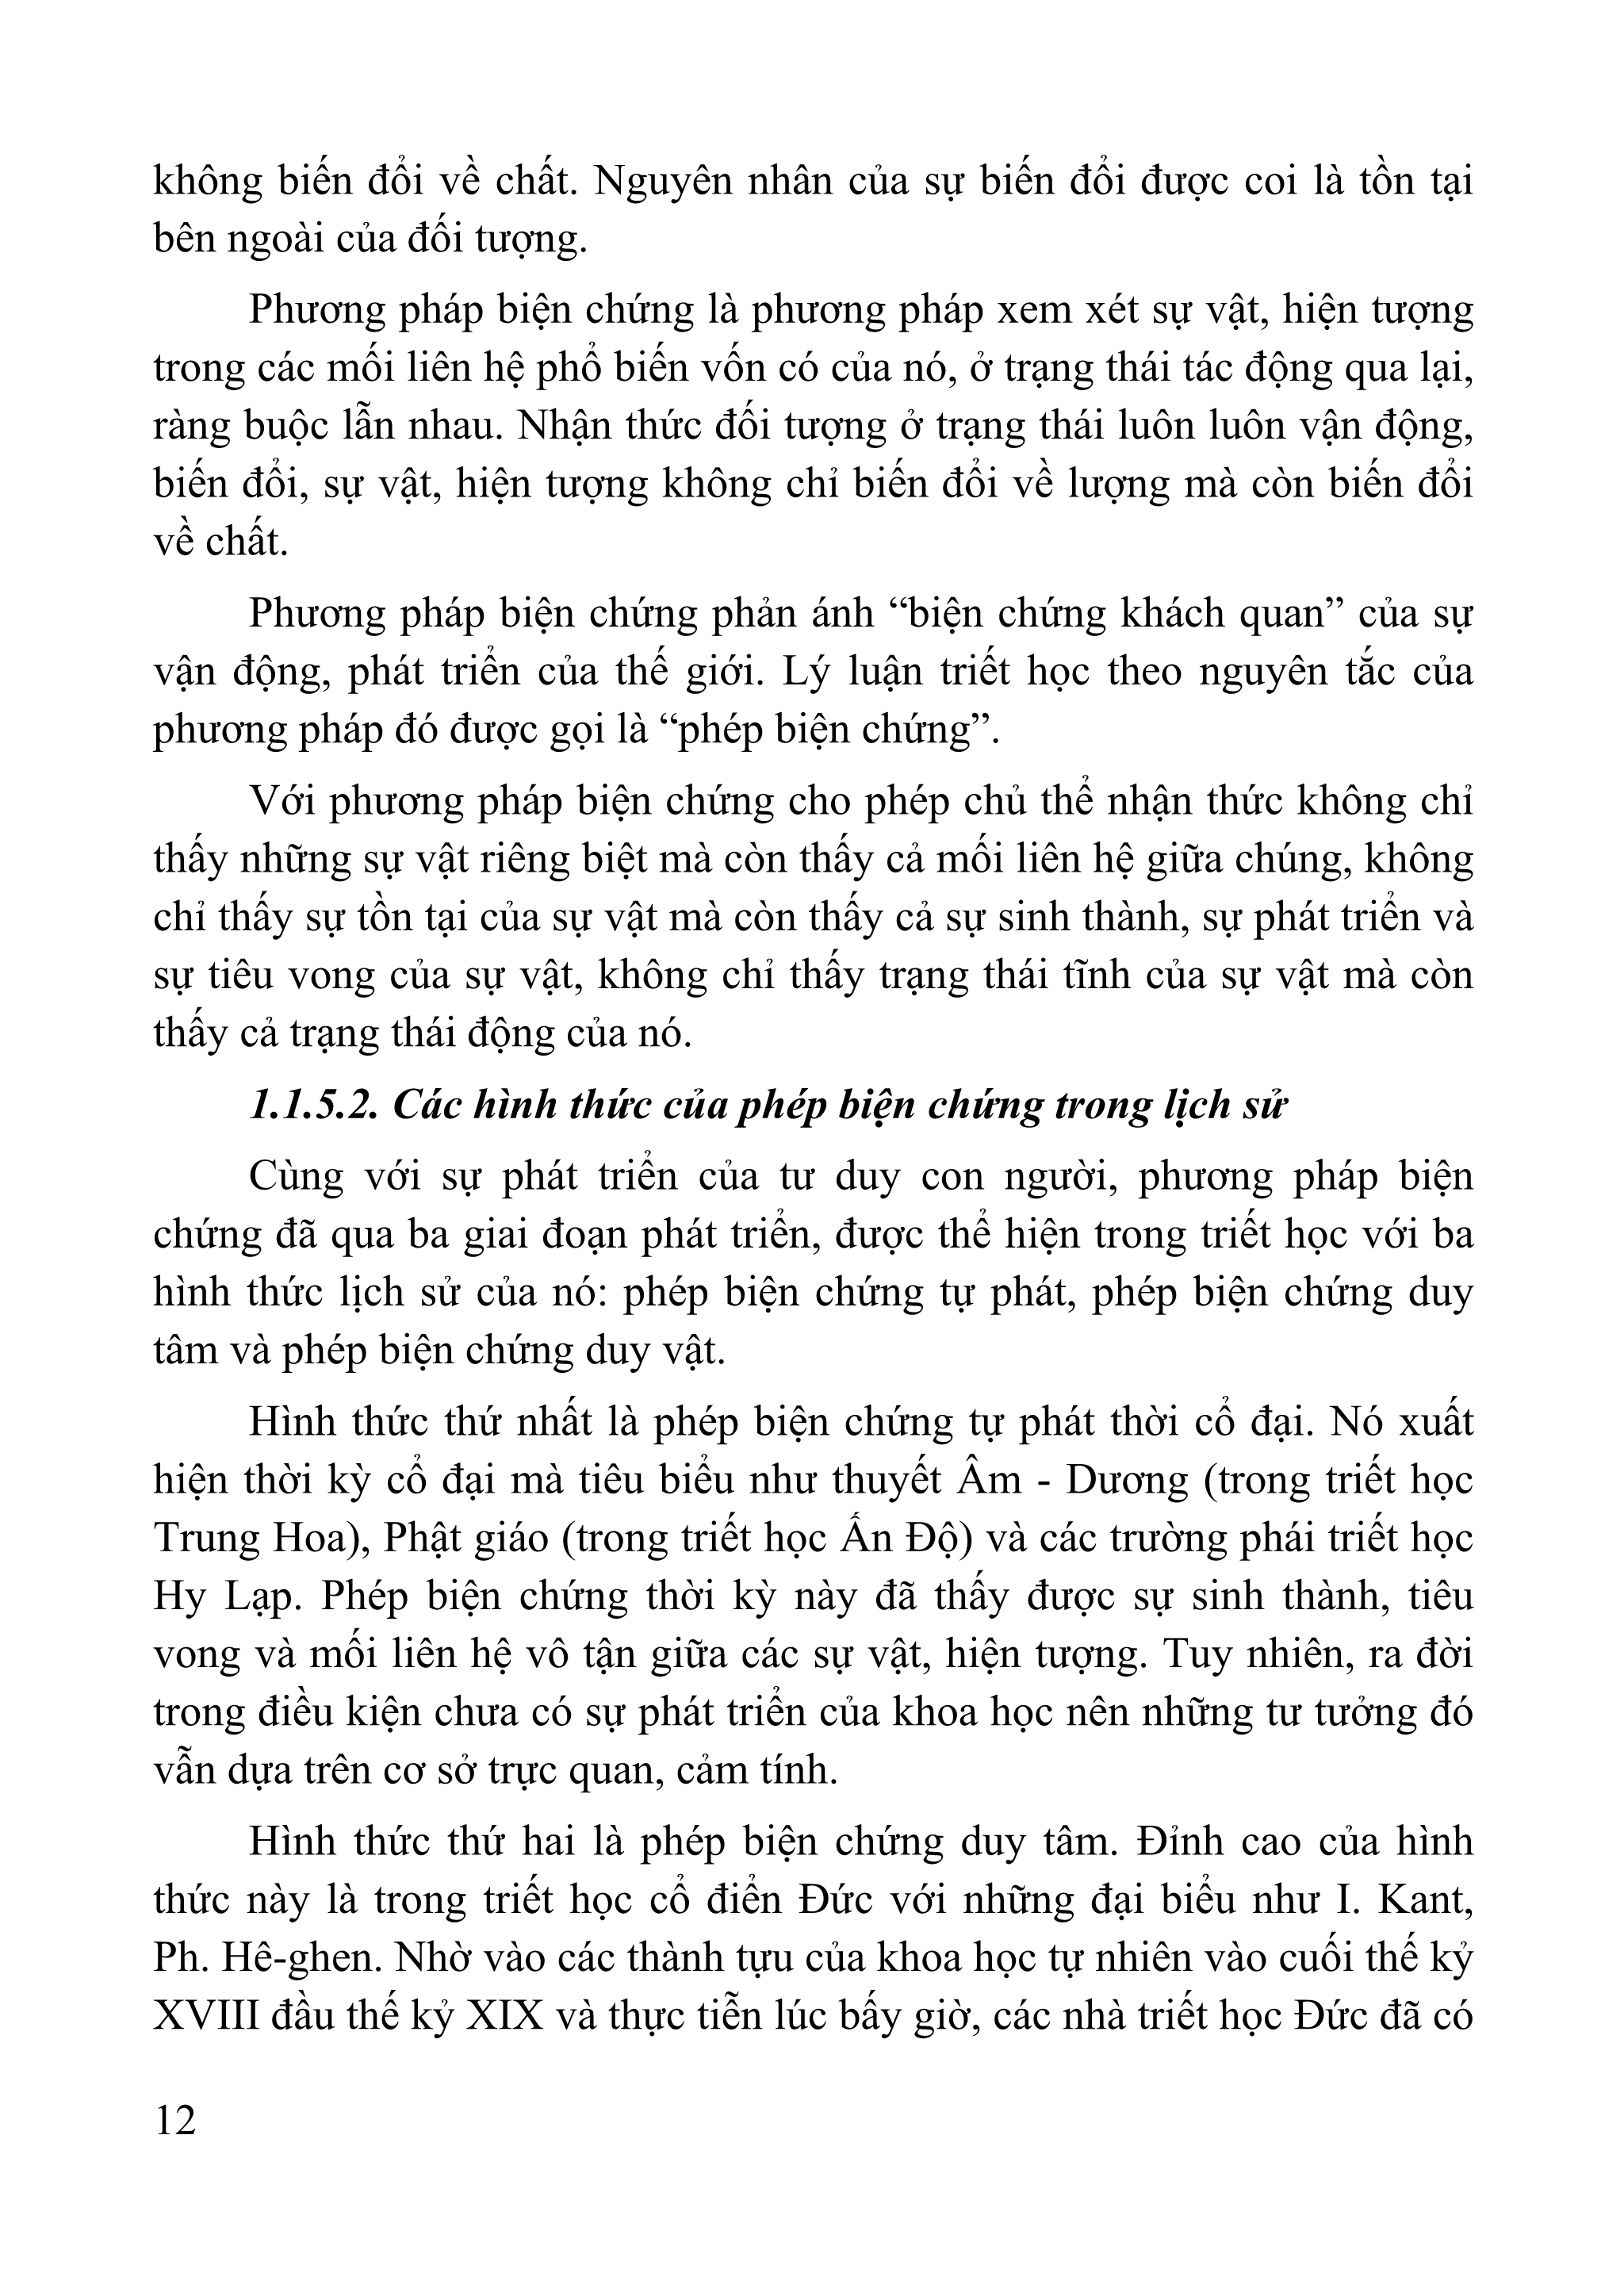 không biến đổi về chất. Nguyên nhân của sự biến đổi được coi là tồn tại
bên ngoài của đối tượng.
Phương pháp biện chứng là phương pháp xem xét sự vật, hiện tượng
trong các mối liên hệ phổ biến vốn có của nó, ở trạng thái tác động qua lại,
ràng buộc lẫn nhau. Nhận thức đối tượng ở trạng thái luôn luôn vận động,
biến đổi, sự vật, hiện tượng không chỉ biến đổi về lượng mà còn biến đổi
về chất.
Phương pháp biện chứng phản ánh “biện chứng khách quan” của sự
vận động, phát triển của thế giới. Lý luận triết học theo nguyên tắc của
phương pháp đó được gọi là “phép biện chứng”.
Với phương pháp biện chứng cho phép chủ thể nhận thức không chỉ
thấy những sự vật riêng biệt mà còn thấy cả mối liên hệ giữa chúng, không
chỉ thấy sự tồn tại của sự vật mà còn thấy cả sự sinh thành, sự phát triển và
sự tiêu vong của sự vật, không chỉ thấy trạng thái tĩnh của sự vật mà còn
thấy cả trạng thái động của nó.
1.1.5.2. Các hình thức của phép biện chứng trong lịch sử
Cùng với sự phát triển của tư duy con người, phương pháp biện
chứng đã qua ba giai đoạn phát triển, được thể hiện trong triết học với ba
hình thức lịch sử của nó: phép biện chứng tự phát, phép biện chứng duy
tâm và phép biện chứng duy vật.
Hình thức thứ nhất là phép biện chứng tự phát thời cổ đại. Nó xuất
hiện thời kỳ cổ đại mà tiêu biểu như thuyết Âm - Dương (trong triết học
Trung Hoa), Phật giáo (trong triết học Ấn Độ) và các trường phái triết học
Hy Lạp. Phép biện chứng thời kỳ này đã thấy được sự sinh thành, tiêu
vong và mối liên hệ vô tận giữa các sự vật, hiện tượng. Tuy nhiên, ra đời
trong điều kiện chưa có sự phát triển của khoa học nên những tư tưởng đó
vẫn dựa trên cơ sở trực quan, cảm tính.
Hình thức thứ hai là phép biện chứng duy tâm. Đỉnh cao của hình
thức này là trong triết học cổ điển Đức với những đại biểu như I. Kant,
Ph. Hê-ghen. Nhờ vào các thành tựu của khoa học tự nhiên vào cuối thế kỷ
XVIII đầu thế kỷ XIX và thực tiễn lúc bấy giờ, các nhà triết học Đức đã có
12